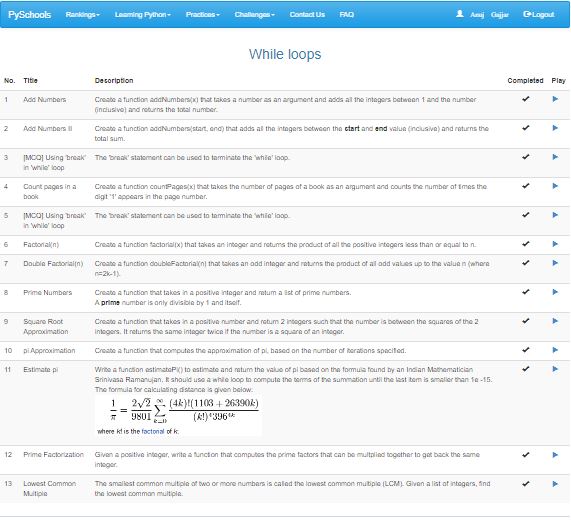 PySchools Rankings Learning Python Practices Challenges Contact Us FAQ Anuj Gajjar Logout
While loops
No. Title Description Completed Play
1 Add Numbers Create a function addNumbers(x) that takes a number as an argument and adds all the integers between 1 and the number
(inclusive) and returns the total number.
2 Add Numbers II Create a function addNumbers(start, end) that adds all the integers between the start and end value (inclusive) and returns the
total sum.
3 [MCQ] Using 'break' The 'break' statement can be used to terminate the 'while' loop.
in 'while' loop
4 Count pages in a Create a function countPages(x) that takes the number of pages of a book as an argument and counts the number of times the
book digit '1' appears in the page number.
5 [MCQ] Using 'break' The 'break' statement can be used to terminate the 'while' loop.
in 'while' loop
6 Factorial(n) Create a function factorial(x) that takes an integer and returns the product of all the positive integers less than or equal to n.
7 Double Factorial(n) Create a function doubleFactorial(n) that takes an odd integer and returns the product of all odd values up to the value n (where
n=2k-1).
8 Prime Numbers Create a function that takes in a positive integer and return a list of prime numbers.
A prime number is only divisible by 1 and itself.
9 Square Root Create a function that takes in a positive number and return 2 integers such that the number is between the squares of the 2
Approximation integers. It returns the same integer twice if the number is a square of an integer.
10 pi Approximation Create a function that computes the approximation of pi, based on the number of iterations specified.
11 Estimate pi Write a function estimatePi() to estimate and return the value of pi based on the formula found by an Indian Mathematician
Srinivasa Ramanujan. It should use a while loop to compute the terms of the summation until the last item is smaller than 1e -15.
The formula for calculating distance is given below:
1/π = 2√2/9801 ∑ k=0 ∞ (4k)!(1103 + 26390k)/(k!)⁴396⁴ᵏ
where k! is the factorial of k.
12 Prime Factorization Given a positive integer, write a function that computes the prime factors that can be multplied together to get back the same
integer.
13 Lowest Common The smallest common multiple of two or more numbers is called the lowest common multiple (LCM). Given a list of integers, find
Multiple the lowest common multiple.